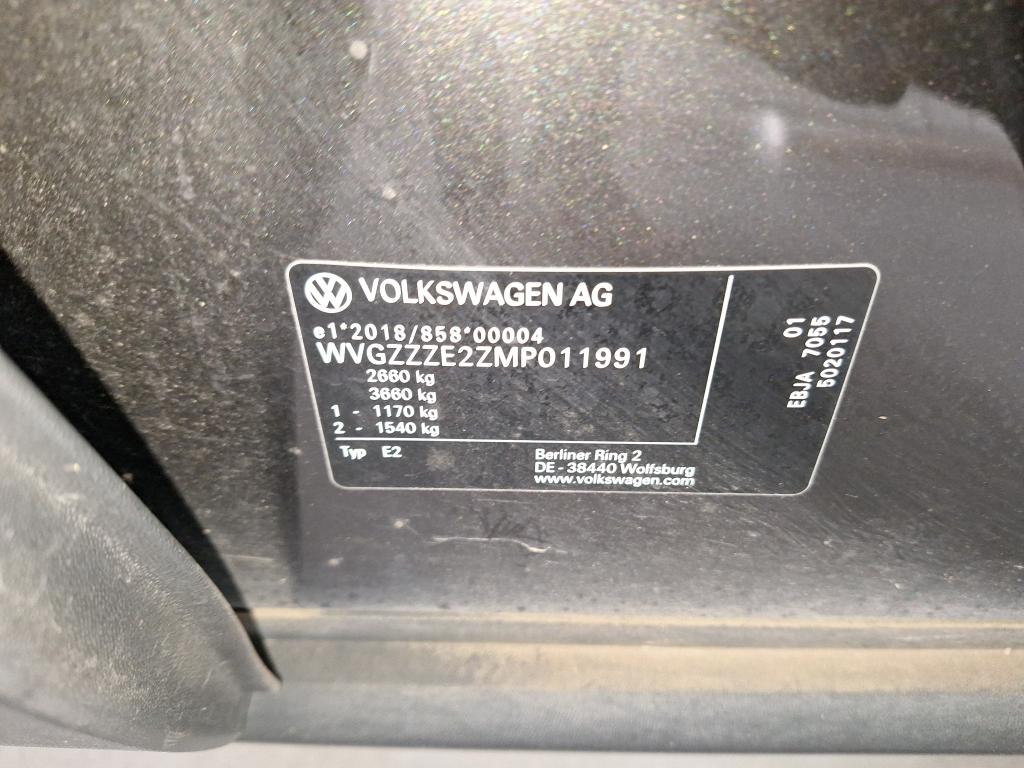 VOLKSWAGEN AG
e1*2018/858*00004
WVGZZZE2ZMP011991
2660 kg
3660 kg
1 - 1170 kg
2 - 1540 kg
Typ E2
Berliner Ring 2
DE - 38440 Wolfsburg
www.volkswagen.com
01
EBJA 7055
5020117